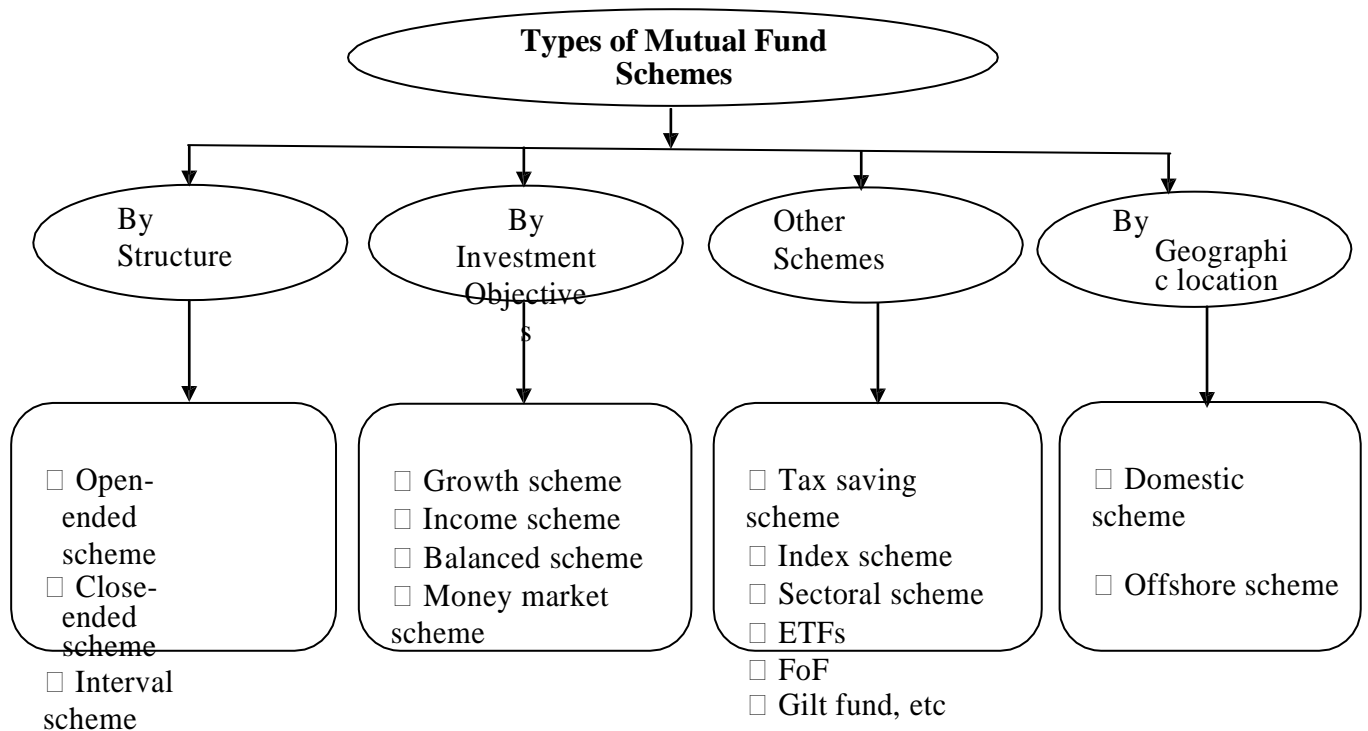 Types of Mutual Fund
Schemes
By
Structure
By
Investment
Objective
s
Other
Schemes
By
Geographi
c location
□ Open-
ended
scheme
□ Close-
ended
scheme
□ Interval
scheme
□ Growth scheme
□ Income scheme
□ Balanced scheme
□ Money market
scheme
□ Tax saving
scheme
□ Index scheme
□ Sectoral scheme
□ ETFs
□ FoF
□ Gilt fund, etc
□ Domestic
scheme
□ Offshore scheme